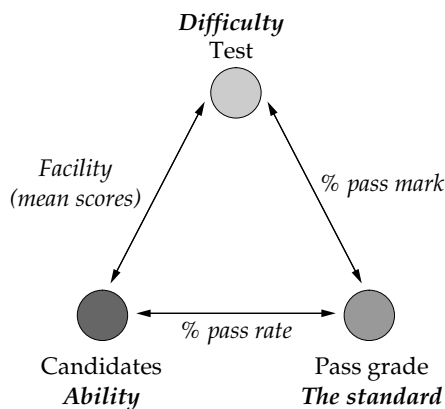 Difficulty
Test
Facility
(mean scores)
% pass mark
% pass rate
Candidates
Ability
Pass grade
The standard